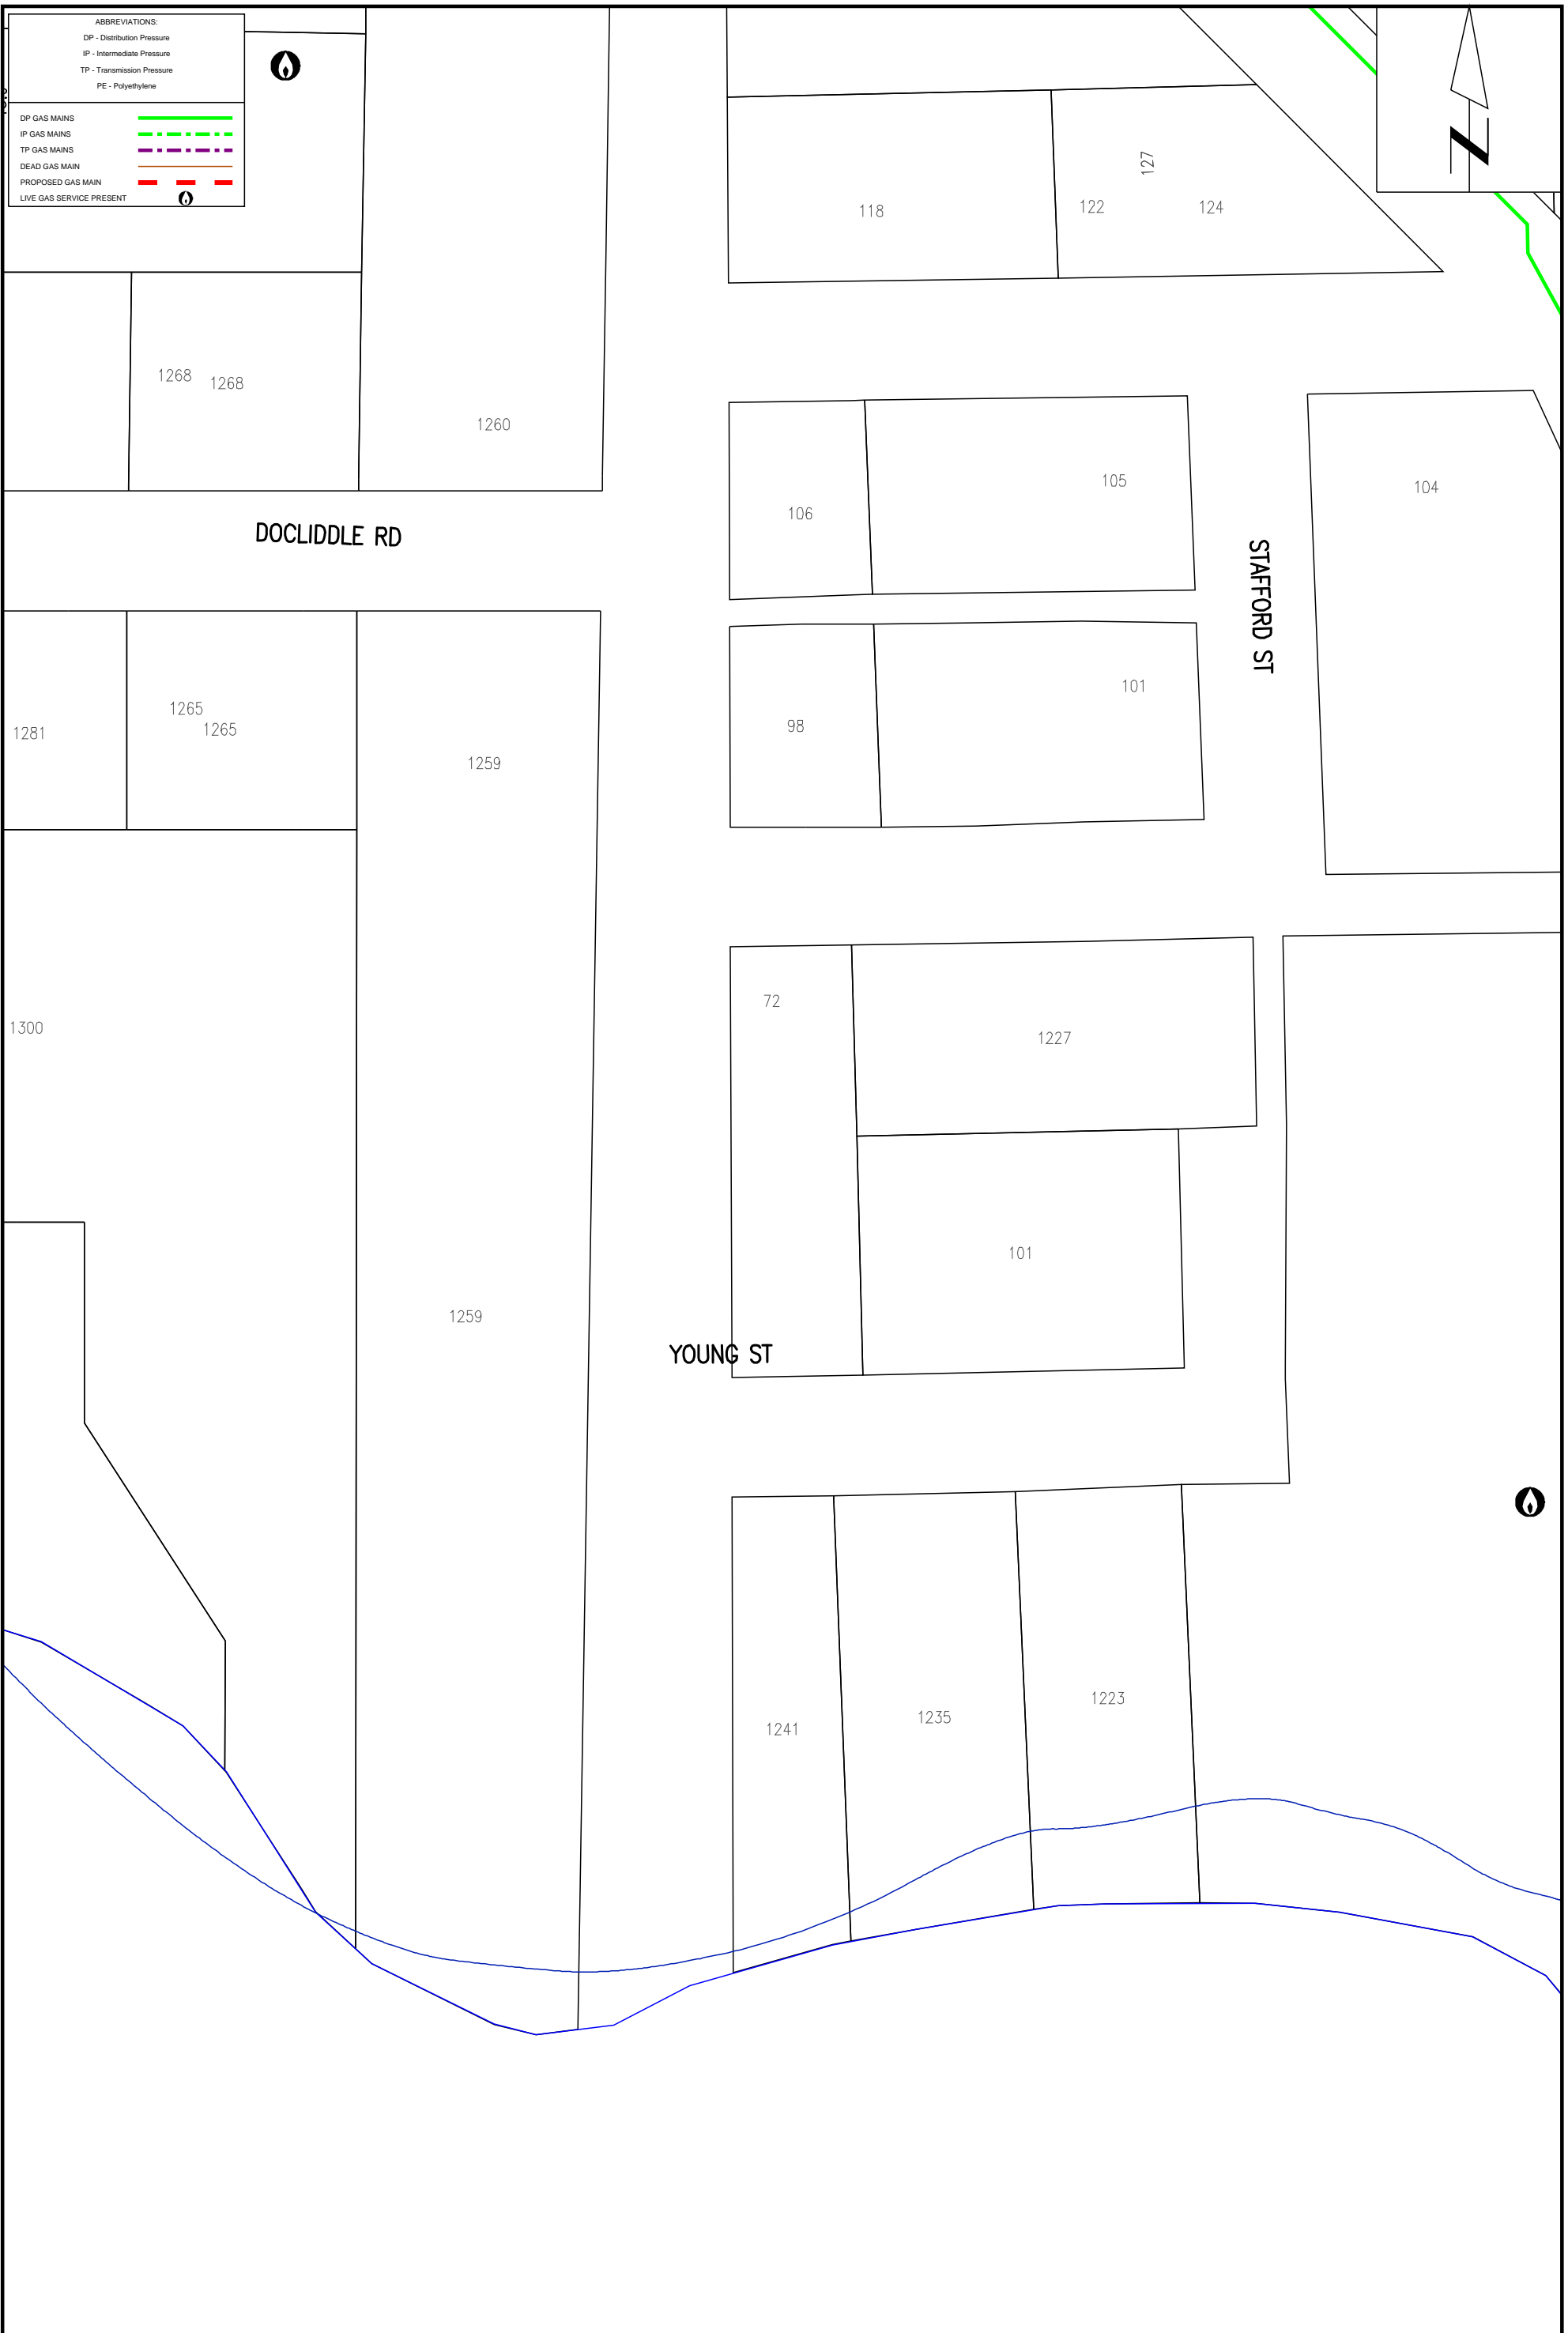 ABBREVIATIONS:
DP - Distribution Pressure
IP - Intermediate Pressure
TP - Transmission Pressure
PE - Polyethylene
DP GAS MAINS
IP GAS MAINS
TP GAS MAINS
DEAD GAS MAIN
PROPOSED GAS MAIN
LIVE GAS SERVICE PRESENT
N
127
118
122
124
1268
1268
1260
105
104
106
DOCLIDDLE RD
STAFFORD ST
101
1265
1265
98
1281
1259
72
1300
1227
101
1259
YOUNG ST
1223
1235
1241